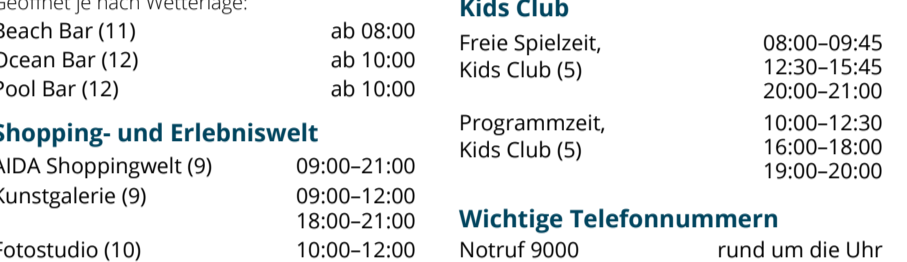 Geöffnet je nach Wetterlage:
Beach Bar (11) ab 08:00
Ocean Bar (12) ab 10:00
Pool Bar (12) ab 10:00
Shopping- und Erlebniswelt
AIDA Shoppingwelt (9) 09:00–21:00
Kunstgalerie (9) 09:00–12:00
18:00–21:00
Fotostudio (10) 10:00–12:00
Kids Club
Freie Spielzeit, 08:00–09:45
Kids Club (5) 12:30–15:45
20:00–21:00
Programmzeit, 10:00–12:30
Kids Club (5) 16:00–18:00
19:00–20:00
Wichtige Telefonnummern
Notruf 9000 rund um die Uhr